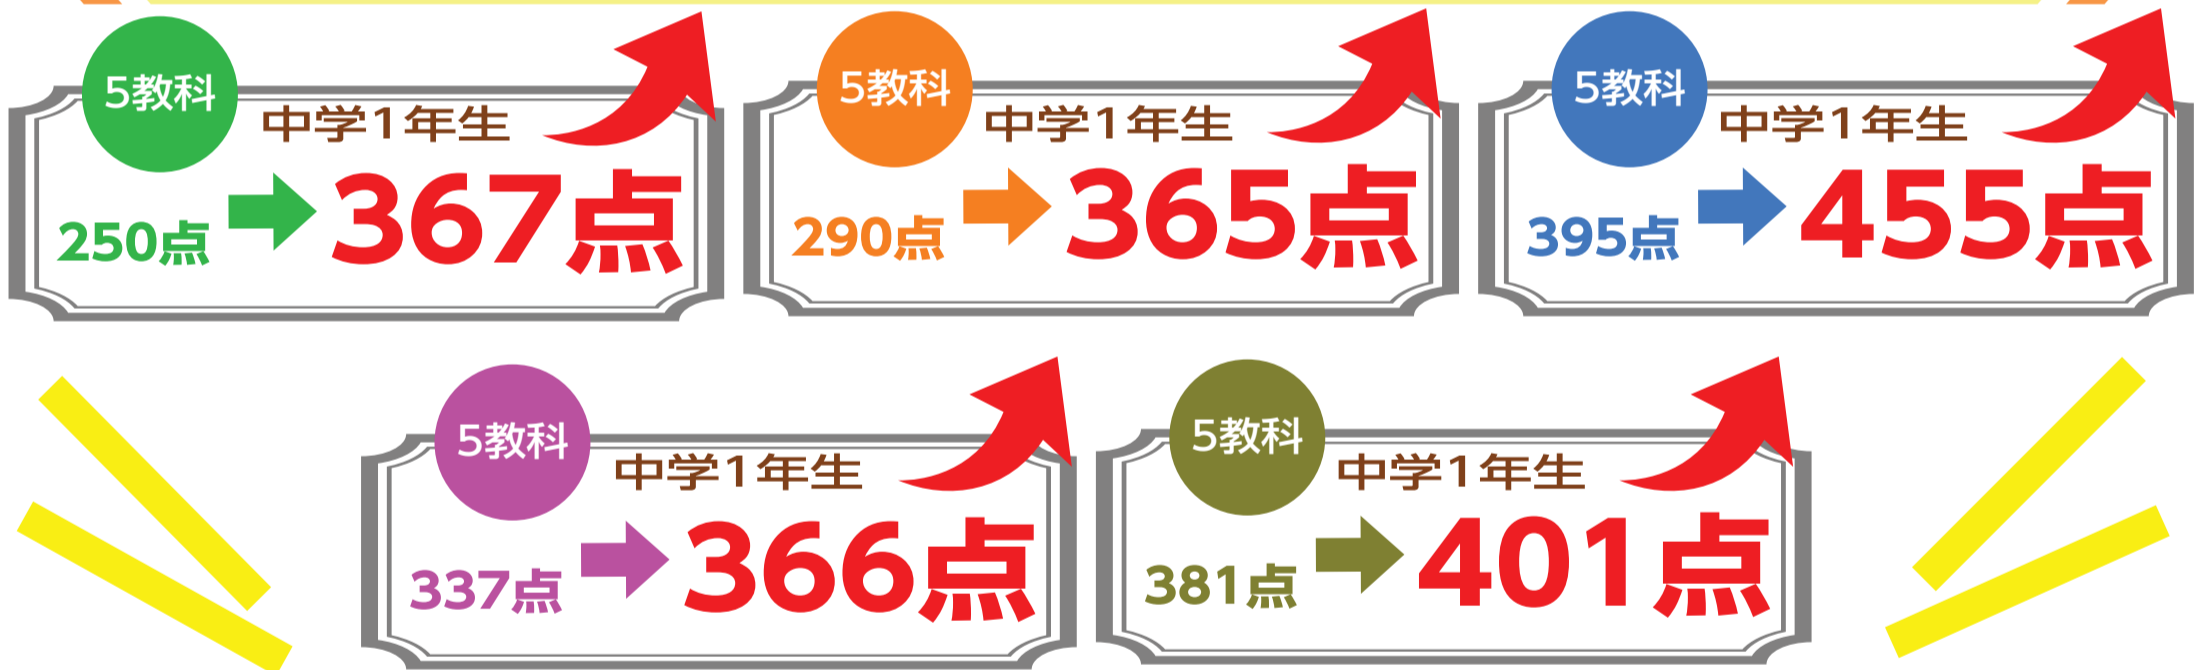 5教科
中学1年生
250点
367点
5教科
中学1年生
290点
365点
5教科
中学1年生
395点
455点
5教科
中学1年生
337点
366点
5教科
中学1年生
381点
401点